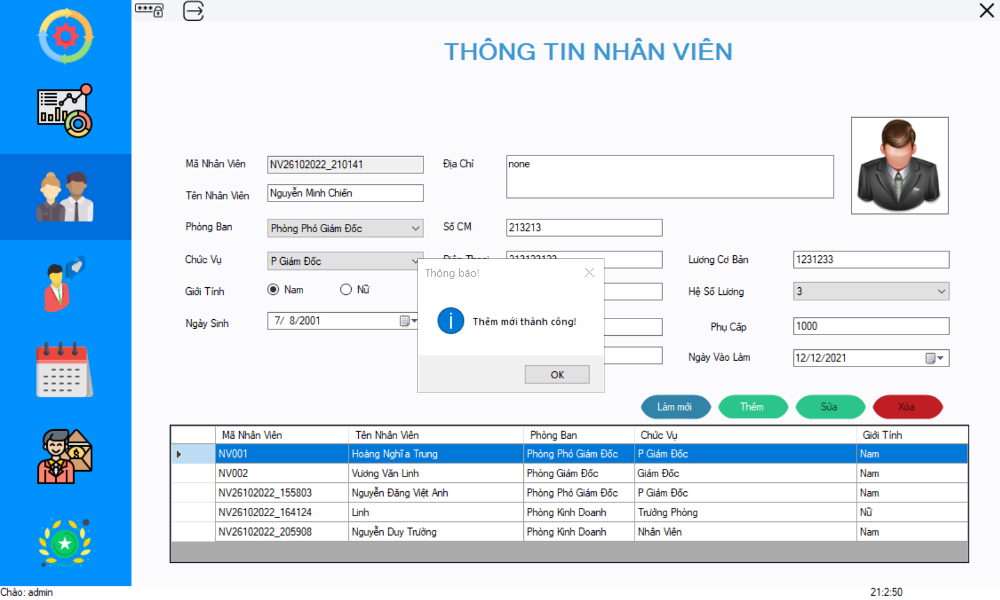 THÔNG TIN NHÂN VIÊN
Mã Nhân Viên NV26102022_210141 Địa Chỉ none
Tên Nhân Viên Nguyễn Minh Chiến
Phòng Ban Phòng Phó Giám Đốc Số CM 213213
Chức Vụ P Giám Đốc Lương Cơ Bản 1231233
Giới Tính Nam Nữ Hệ Số Lương 3
Ngày Sinh 7/ 8/2001 Phụ Cấp 1000
Ngày Vào Làm 12/12/2021
Thông báo!
Thêm mới thành công!
OK
Làm mới Thêm Sửa Xóa
Mã Nhân Viên Tên Nhân Viên Phòng Ban Chức Vụ Giới Tính
NV001 Hoàng Nghĩa Trung Phòng Phó Giám Đốc P Giám Đốc Nam
NV002 Vương Văn Linh Phòng Giám Đốc Giám Đốc Nam
NV26102022_155803 Nguyễn Đăng Việt Anh Phòng Phó Giám Đốc P Giám Đốc Nam
NV26102022_164124 Linh Phòng Kinh Doanh Trưởng Phòng Nữ
NV26102022_205908 Nguyễn Duy Trường Phòng Kinh Doanh Nhân Viên Nam
Chào: admin 21:2:50